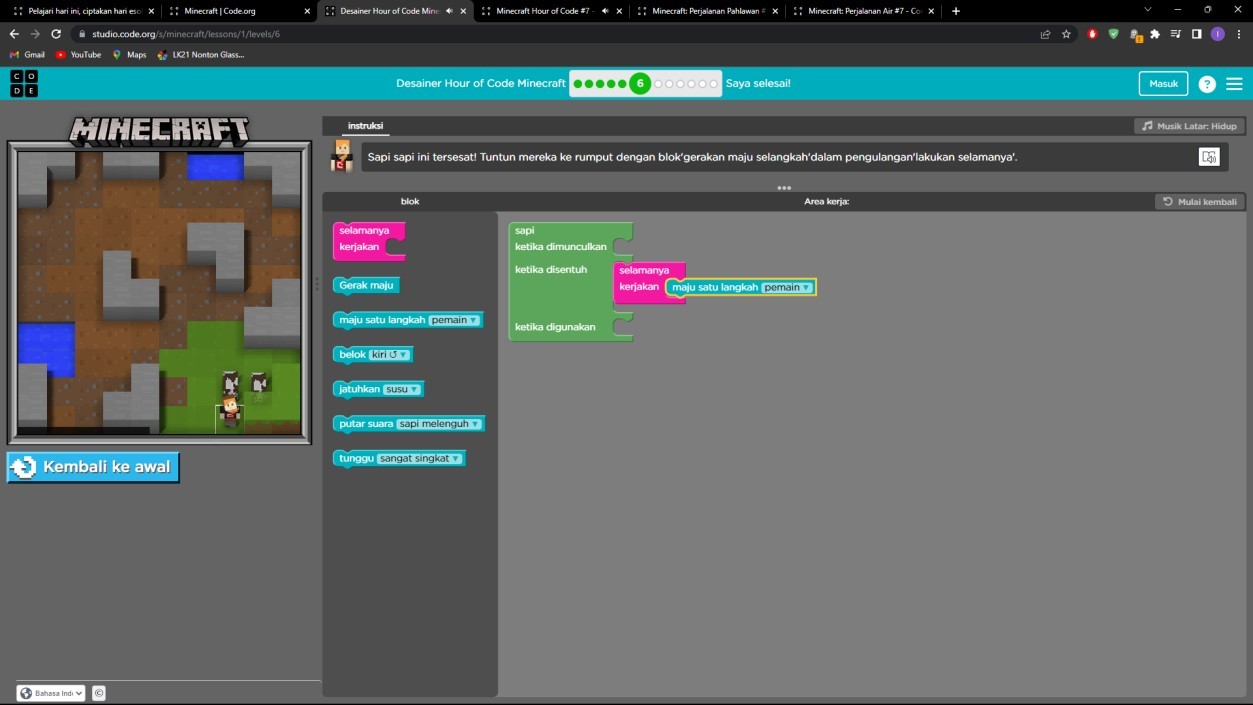 Pelajari hari ini, ciptakan hari eso
Minecraft | Code.org
Desainer Hour of Code Mine
Minecraft Hour of Code #7 -
Minecraft: Perjalanan Pahlawan #
Minecraft: Perjalanan Air #7 - Co
studio.code.org/s/minecraft/lessons/1/levels/6
Gmail
YouTube
Maps
LK21 Nonton Glass...
C O
D E
Desainer Hour of Code Minecraft
6
Saya selesai!
Masuk
?
MINECRAFT
instruksi
Musik Latar: Hidup
Sapi sapi ini tersesat! Tuntun mereka ke rumput dengan blok'gerakan maju selangkah'dalam pengulangan'lakukan selamanya'.
blok
Area kerja:
Mulai kembali
selamanya
kerjakan
Gerak maju
maju satu langkah pemain
belok kiri ↺
jatuhkan susu
putar suara sapi melenguh
tunggu sangat singkat
sapi
ketika dimunculkan
ketika disentuh
selamanya
kerjakan maju satu langkah pemain
ketika digunakan
Kembali ke awal
Bahasa Ind
©